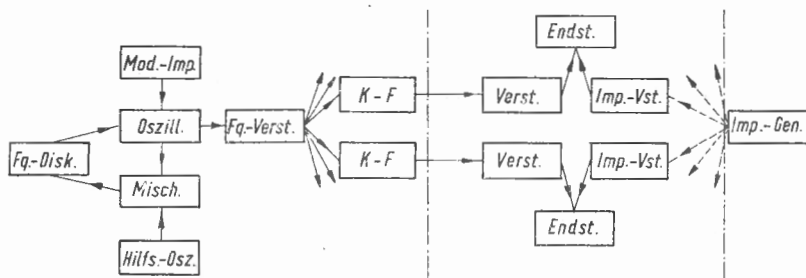 Endst.
Mod.-Imp.
K - F
Verst.
Imp.-Vst.
Oszill.
Fq.-Verst.
Imp.-Gen.
Fq.-Disk.
K - F
Verst.
Imp.-Vst.
Misch.
Endst.
Hilfs.-Osz.